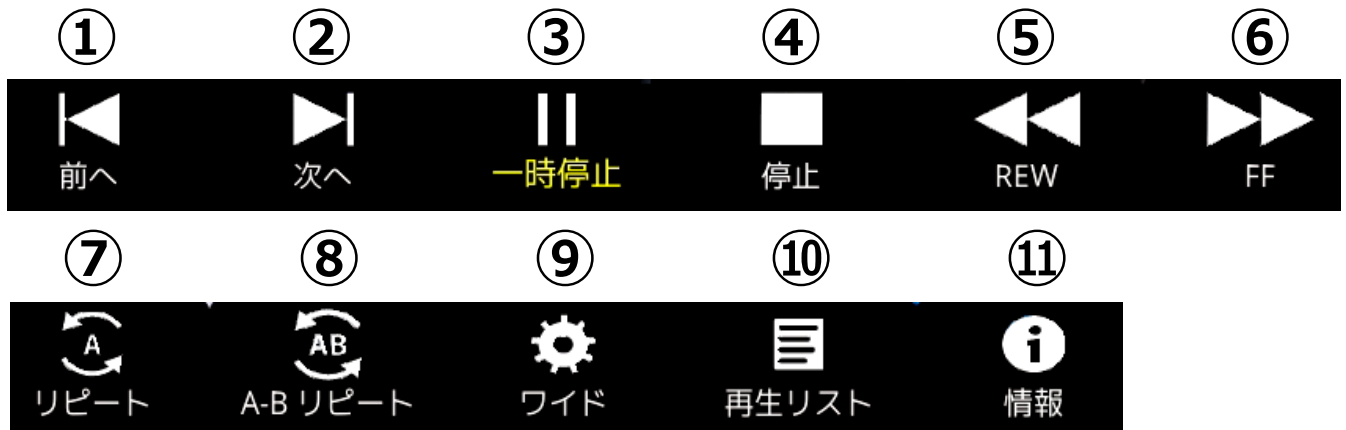 ① ② ③ ④ ⑤ ⑥
前へ 次へ 一時停止 停止 REW FF
⑦ ⑧ ⑨ ⑩ ⑪
A AB i
リピート A-B リピート ワイド 再生リスト 情報